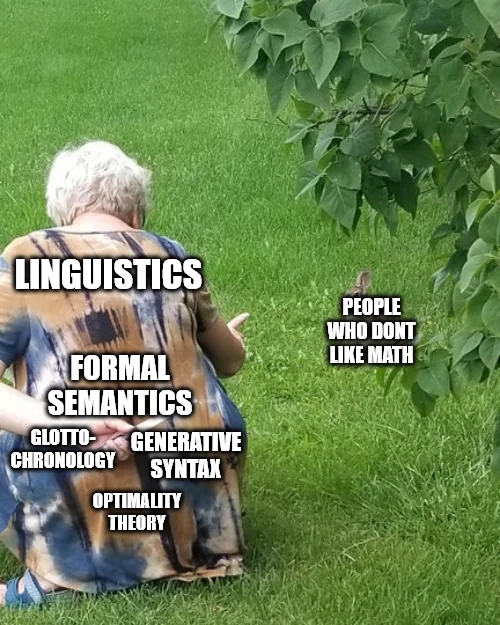 LINGUISTICS
PEOPLE
WHO DONT
LIKE MATH
FORMAL
SEMANTICS
GLOTTO-
CHRONOLOGY
GENERATIVE
SYNTAX
OPTIMALITY
THEORY